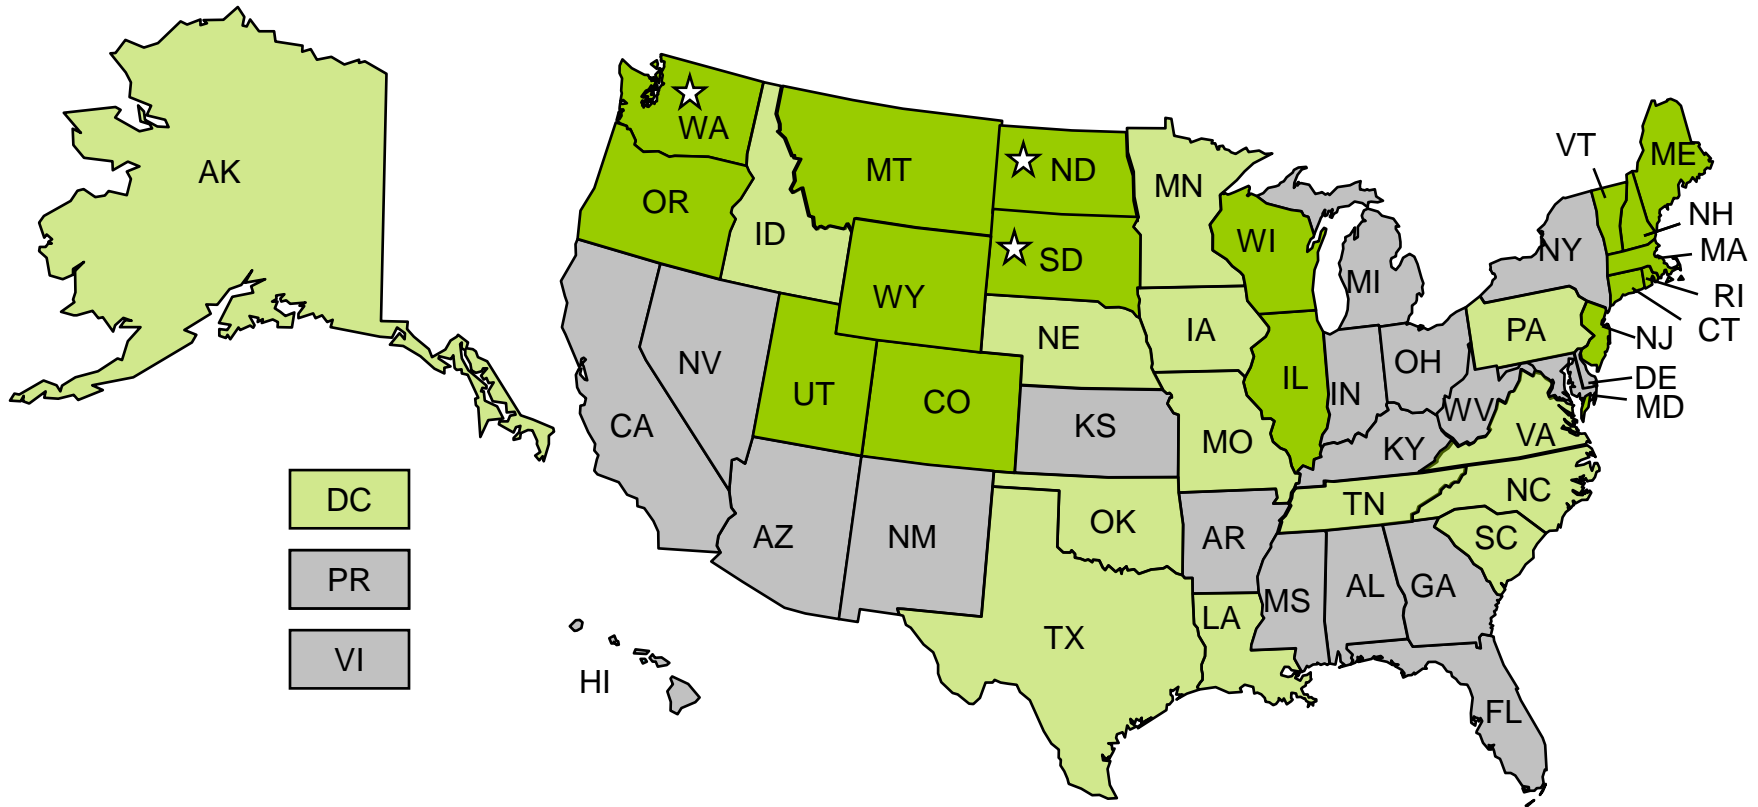 AK
WA
MT
ND
MN
OR
ID
SD
WI
WY
NE
IA
MI
NY
VT
ME
NH
MA
RI
CT
NJ
PA
DE
MD
NV
UT
CO
IL
IN
OH
WV
VA
CA
KS
MO
KY
AZ
NM
OK
AR
TN
NC
SC
TX
LA
MS
AL
GA
FL
HI
DC
PR
VI